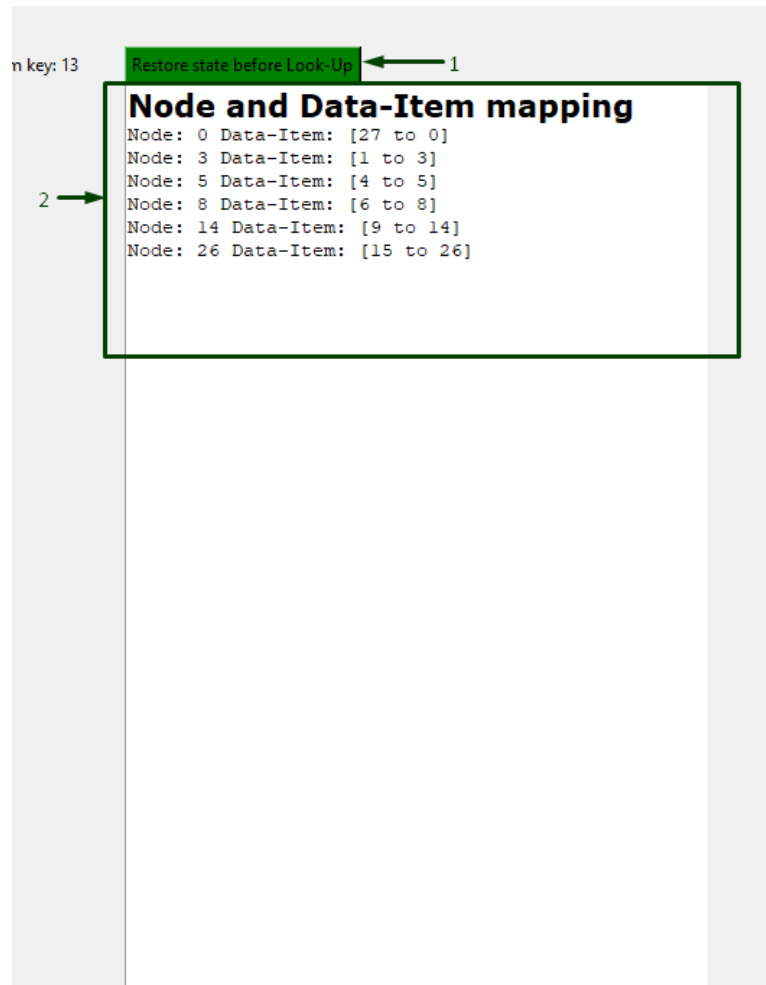 m key: 13
Restore state before Look-Up
1
Node and Data-Item mapping
Node: 0 Data-Item: [27 to 0]
Node: 3 Data-Item: [1 to 3]
Node: 5 Data-Item: [4 to 5]
2
Node: 8 Data-Item: [6 to 8]
Node: 14 Data-Item: [9 to 14]
Node: 26 Data-Item: [15 to 26]